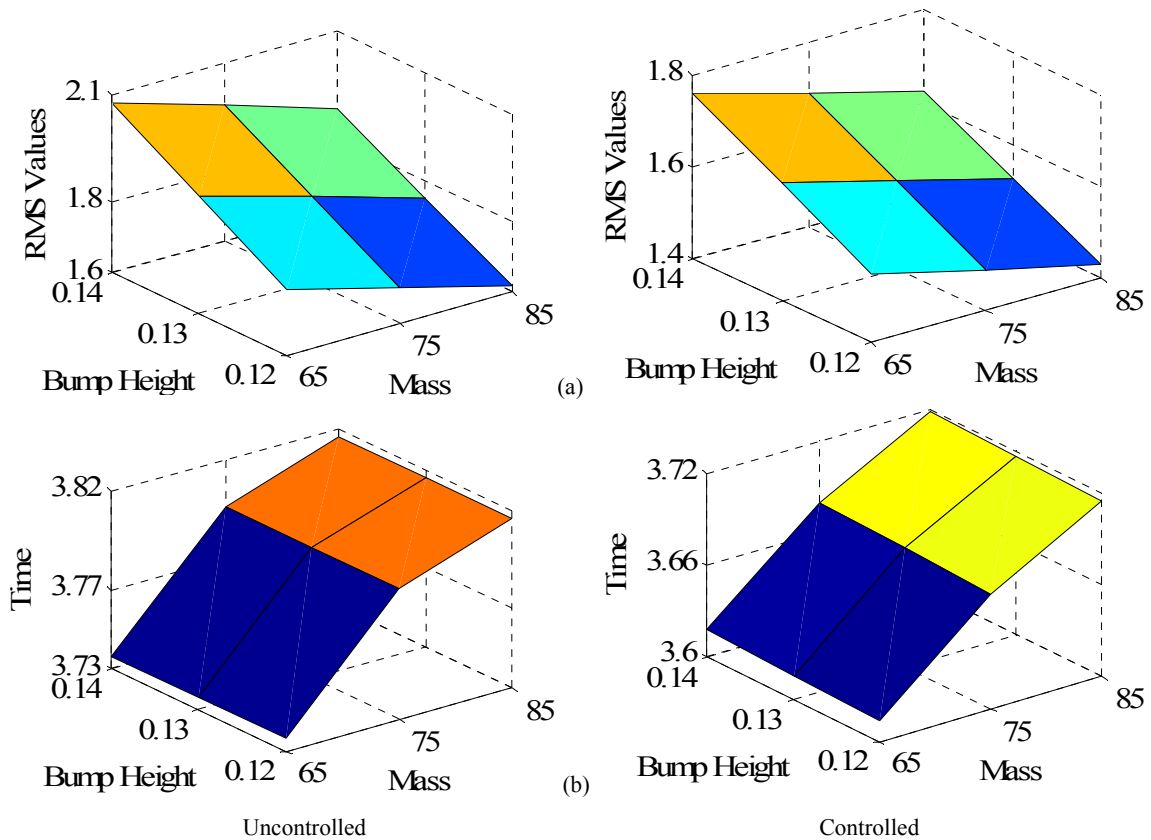 2.1
1.8
1.6
RMS Values
0.14
0.13
0.12
Bump Height
65
75
85
Mass
1.8
1.6
1.4
RMS Values
0.14
0.13
0.12
Bump Height
65
75
85
Mass
(a)
3.82
3.77
3.73
Time
0.14
0.13
0.12
Bump Height
65
75
85
Mass
3.72
3.66
3.6
Time
0.14
0.13
0.12
Bump Height
65
75
85
Mass
(b)
Uncontrolled
Controlled